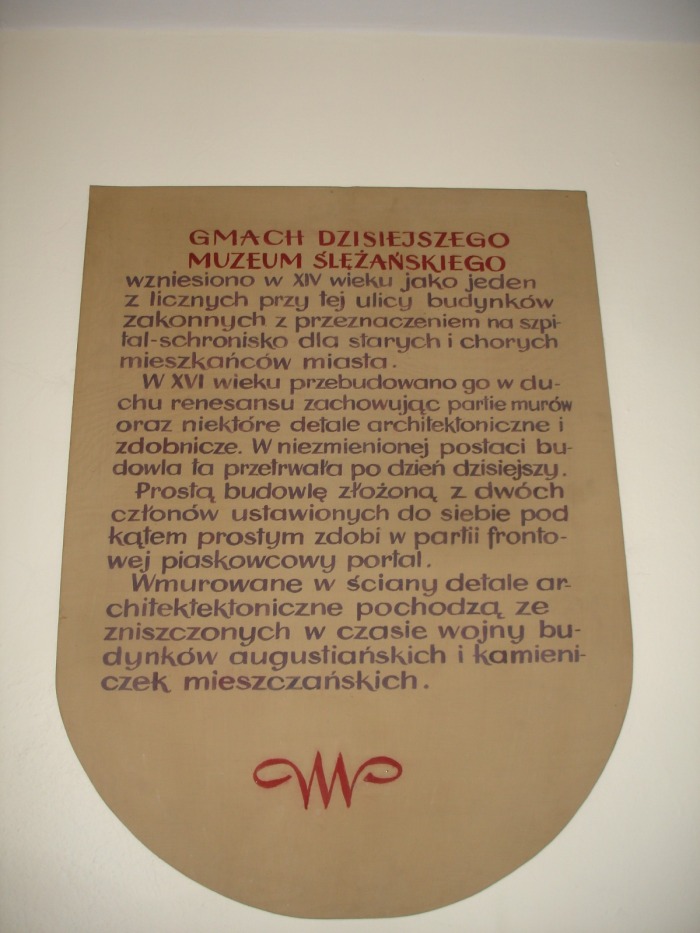 GMACH DZISIEJSZEGO
MUZEUM ŚLĘŻAŃSKIEGO
wzniesiono w XIV wieku jako jeden
z licznych przy tej ulicy budynków
zakonnych z przeznaczeniem na szpi-
tal-schronisko dla starych i chorych
mieszkańców miasta.
W XVI wieku przebudowano go w du-
chu renesansu zachowując partie murów
oraz niektóre detale architektoniczne i
zdobnicze. W niezmienionej postaci bu-
dowla ta przetrwała po dzień dzisiejszy.
Prostą budowlę złożoną z dwóch
członów ustawionych do siebie pod
kątem prostym zdobi w partii fronto-
wej piaskowcowy portal.
Wmurowane w ściany detale ar-
chitektektoniczne pochodzą ze
zniszczonych w czasie wojny bu-
dynków augustiańskich i kamieni-
czek mieszczańskich.